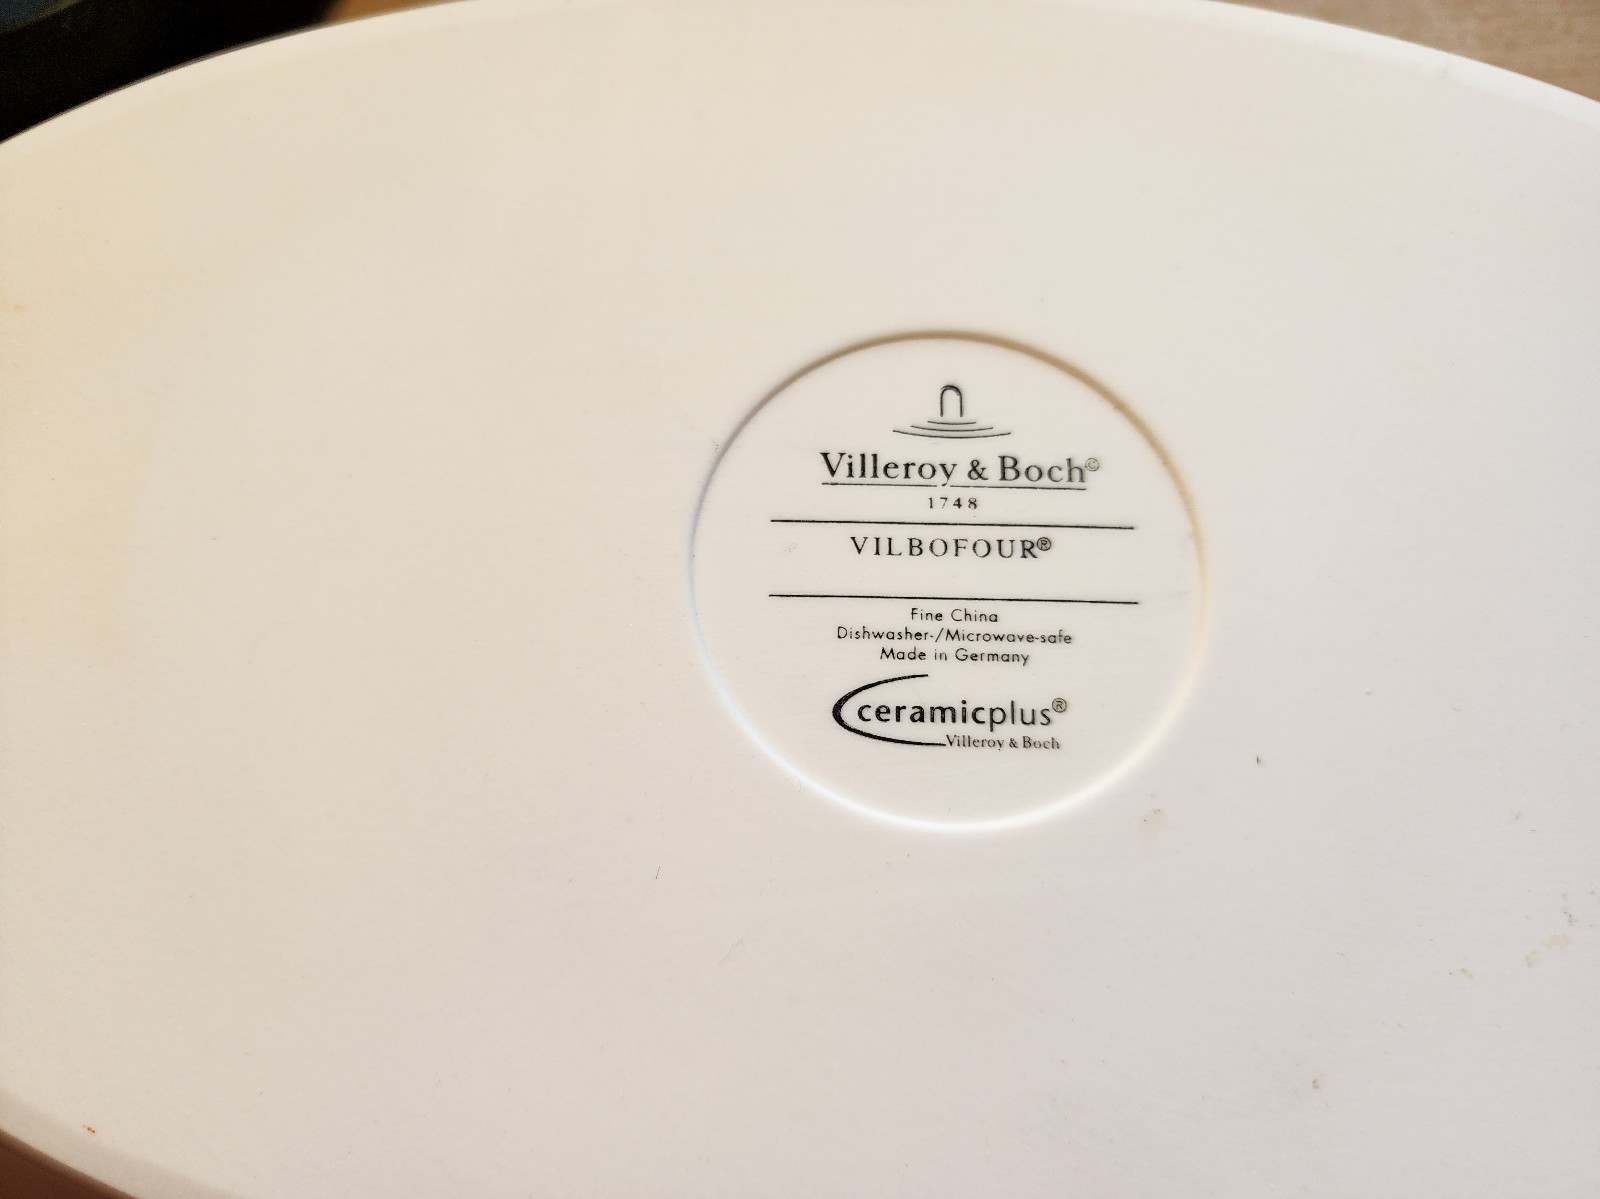 Villeroy & Boch©
1748
VILBOFOUR®
Fine China
Dishwasher-/Microwave-safe
Made in Germany
ceramicplus®
Villeroy & Boch